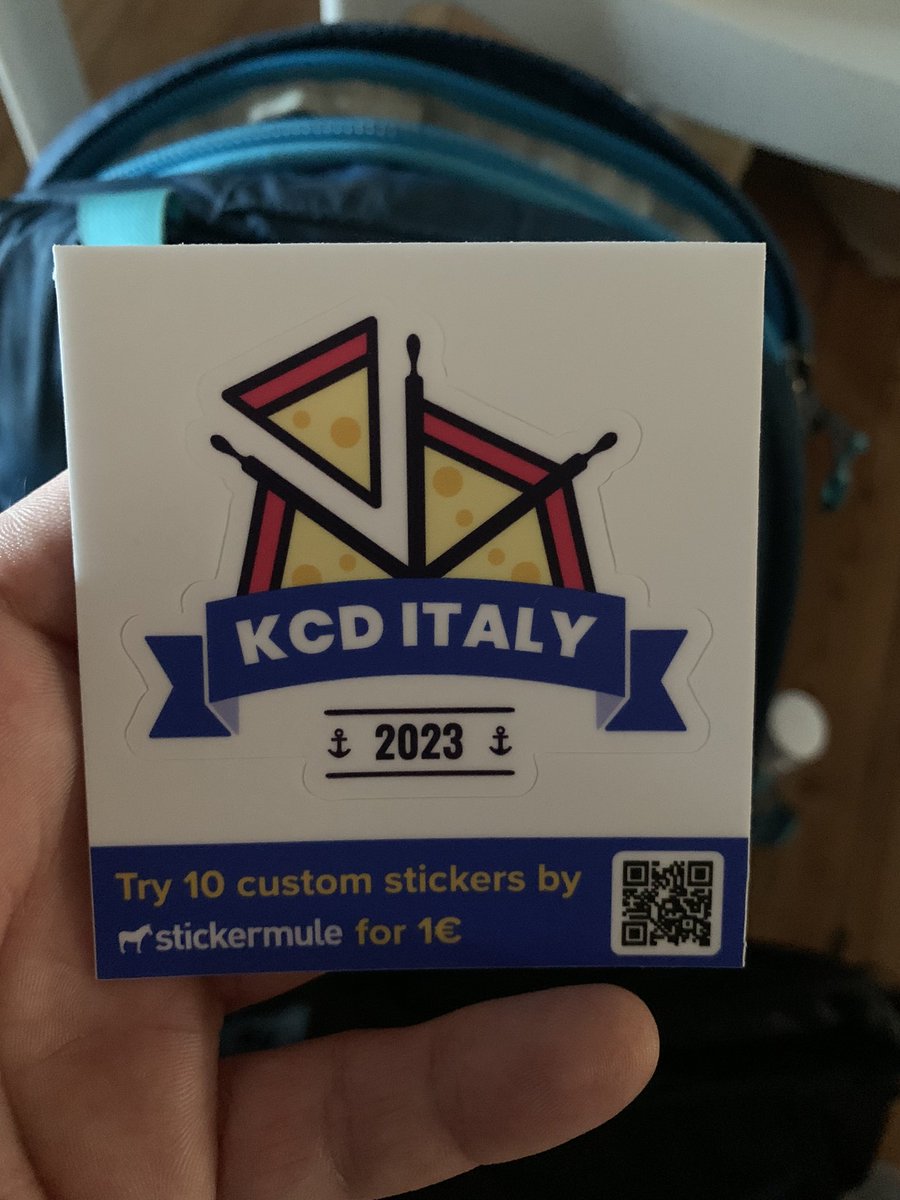 KCD ITALY
2023
Try 10 custom stickers by
stickermule for 1€